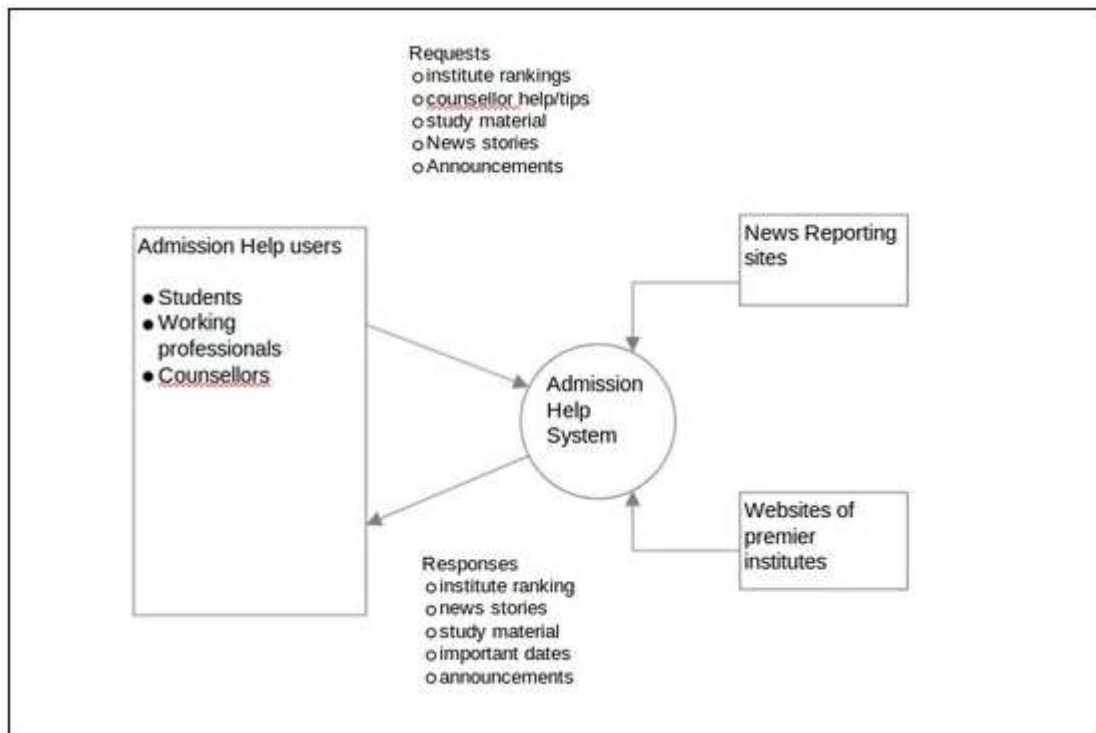 Requests
institute rankings
counsellor help/tips
study material
News stories
Announcements
Admission Help users
Students
Working
professionals
Counsellors
News Reporting
sites
Admission
Help
System
Websites of
premier
institutes
Responses
institute ranking
news stories
study material
important dates
announcements